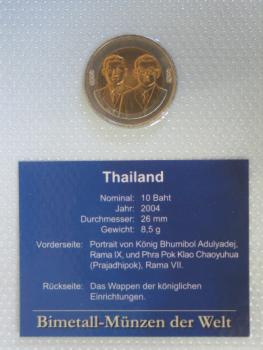 Thailand
Nominal: 10 Baht
Jahr: 2004
Durchmesser: 26 mm
Gewicht: 8,5 g
Vorderseite: Portrait von König Bhumibol Adulyadej,
Rama IX, und Phra Pok Klao Chaoyuhua
(Prajadhipok), Rama VII.
Rückseite: Das Wappen der königlichen
Einrichtungen.
Bimetall-Münzen der Welt